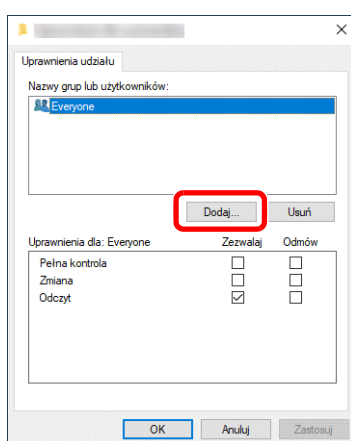 Uprawnienia udziału
Nazwy grup lub użytkowników:
Everyone
Dodaj...
Usuń
Uprawnienia dla: Everyone Zezwalaj Odmów
Pełna kontrola
Zmiana
Odczyt
OK Anuluj Zastosuj